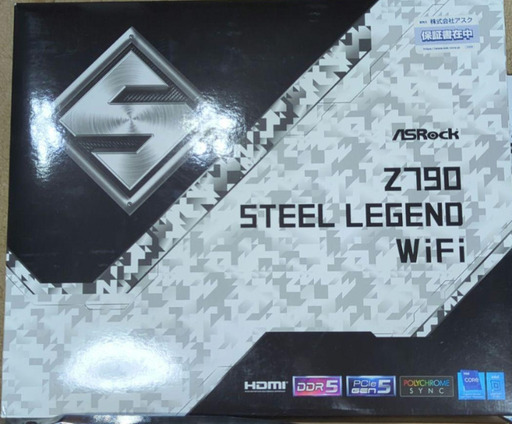 株式会社アスク
保証書在中
ASRock
Z790
STEEL LEGEND
WiFi
HDMI
DDR5
PCIe
GEN5
POLYCHROME
SYNC
CORE